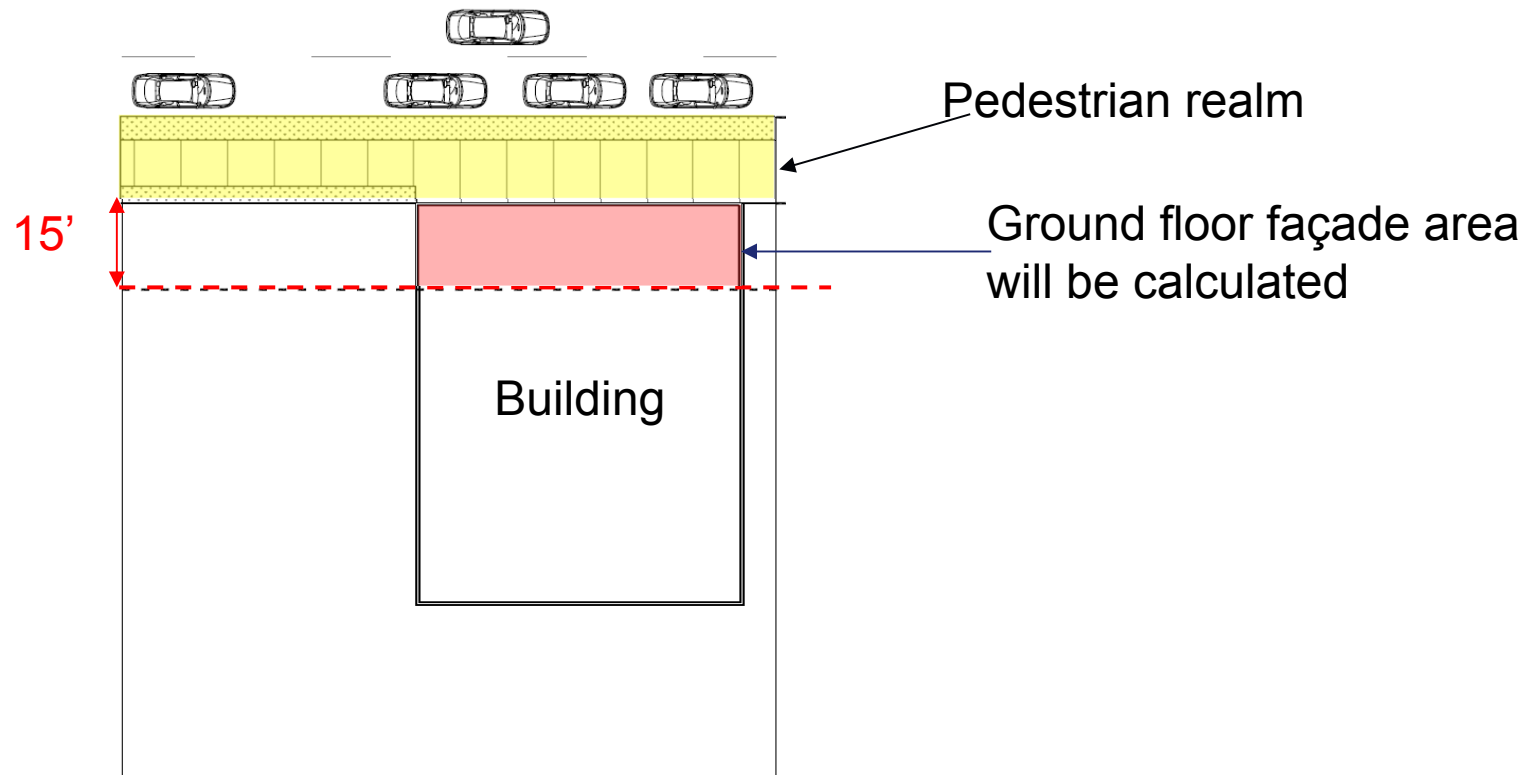 Pedestrian realm
15’
Ground floor façade area
will be calculated
Building